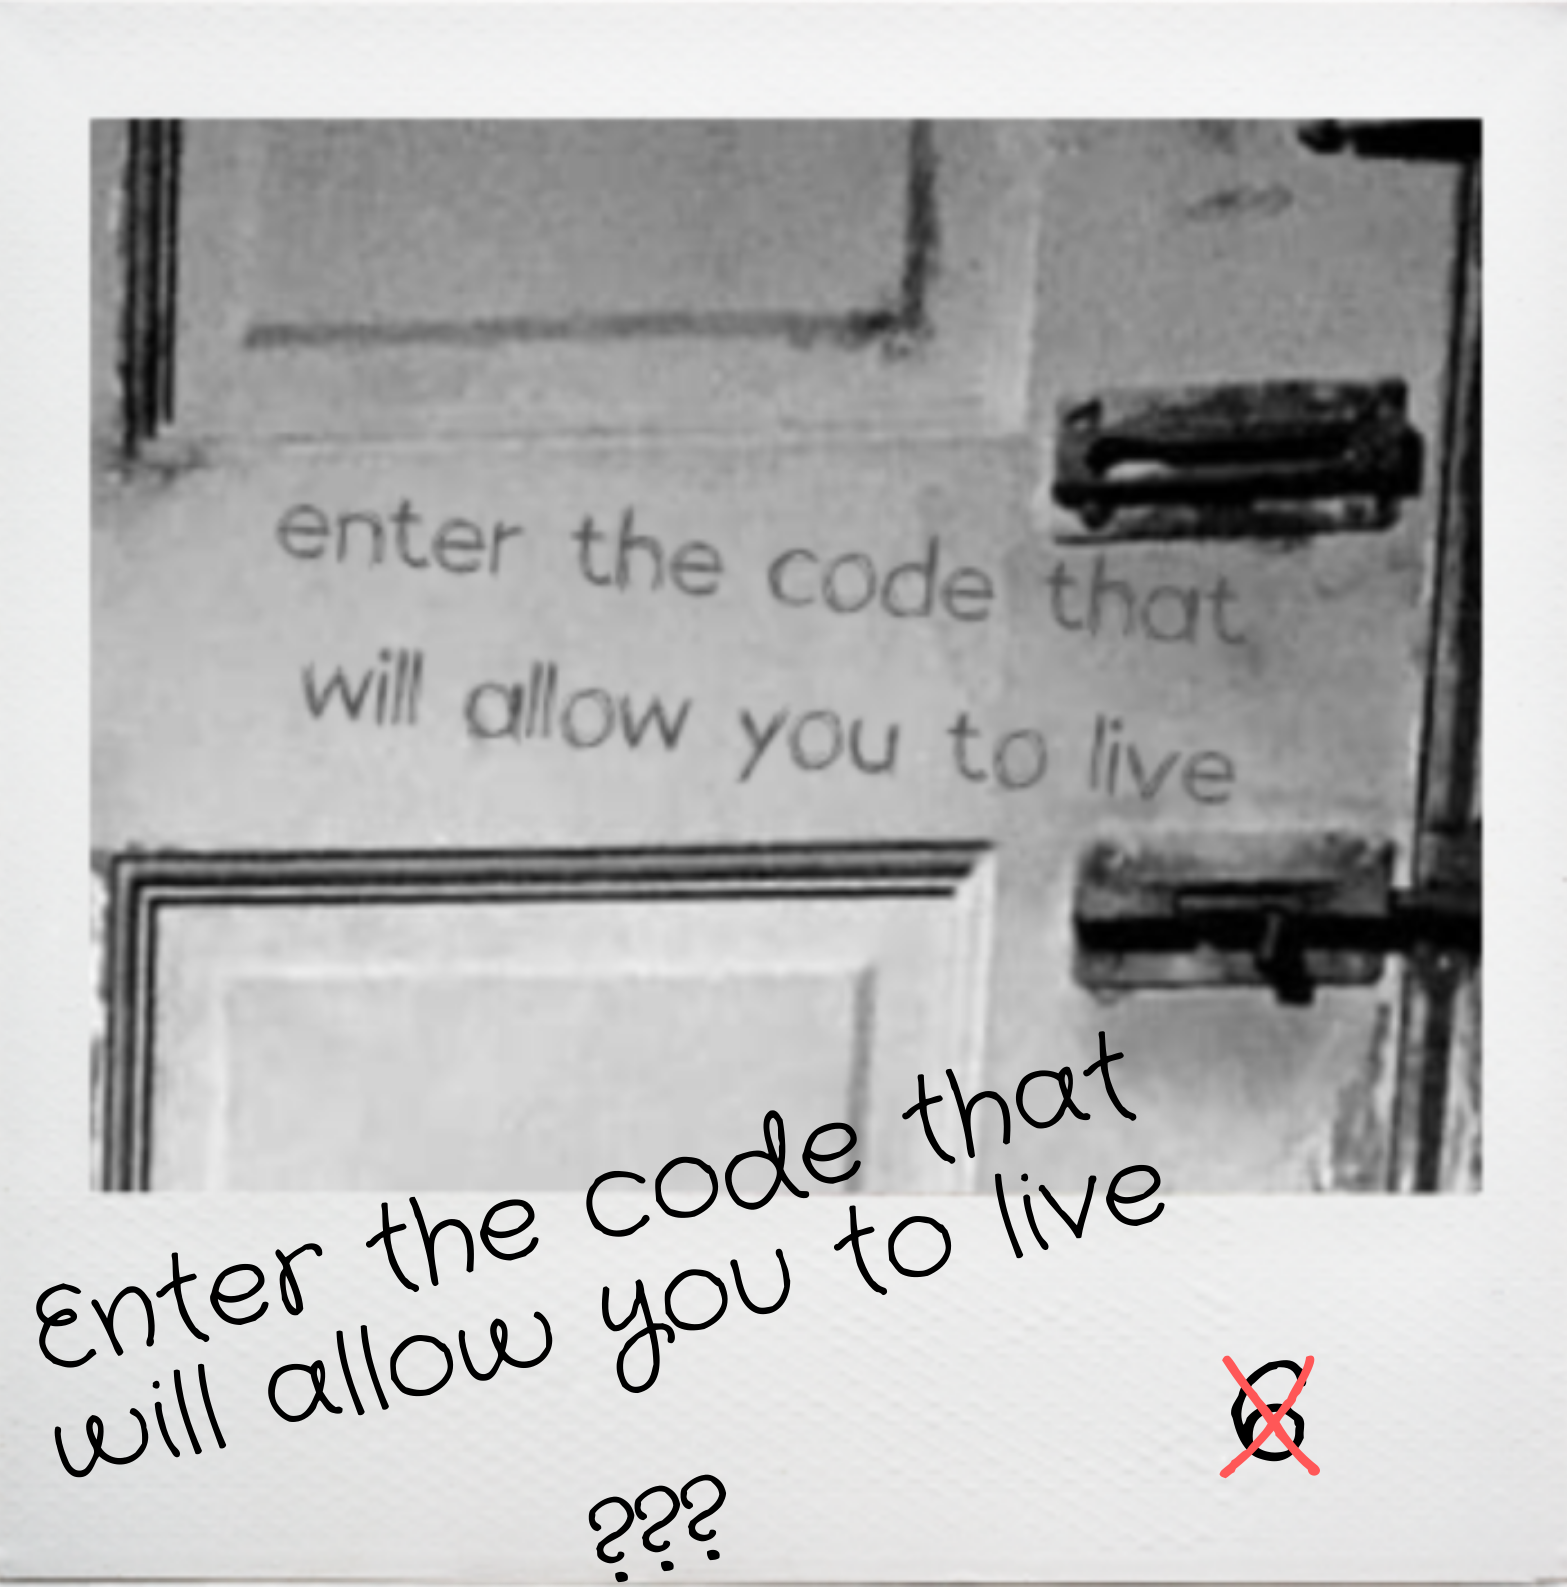 enter the code that
will allow you to live
Enter the code that
will allow you to live
6
???